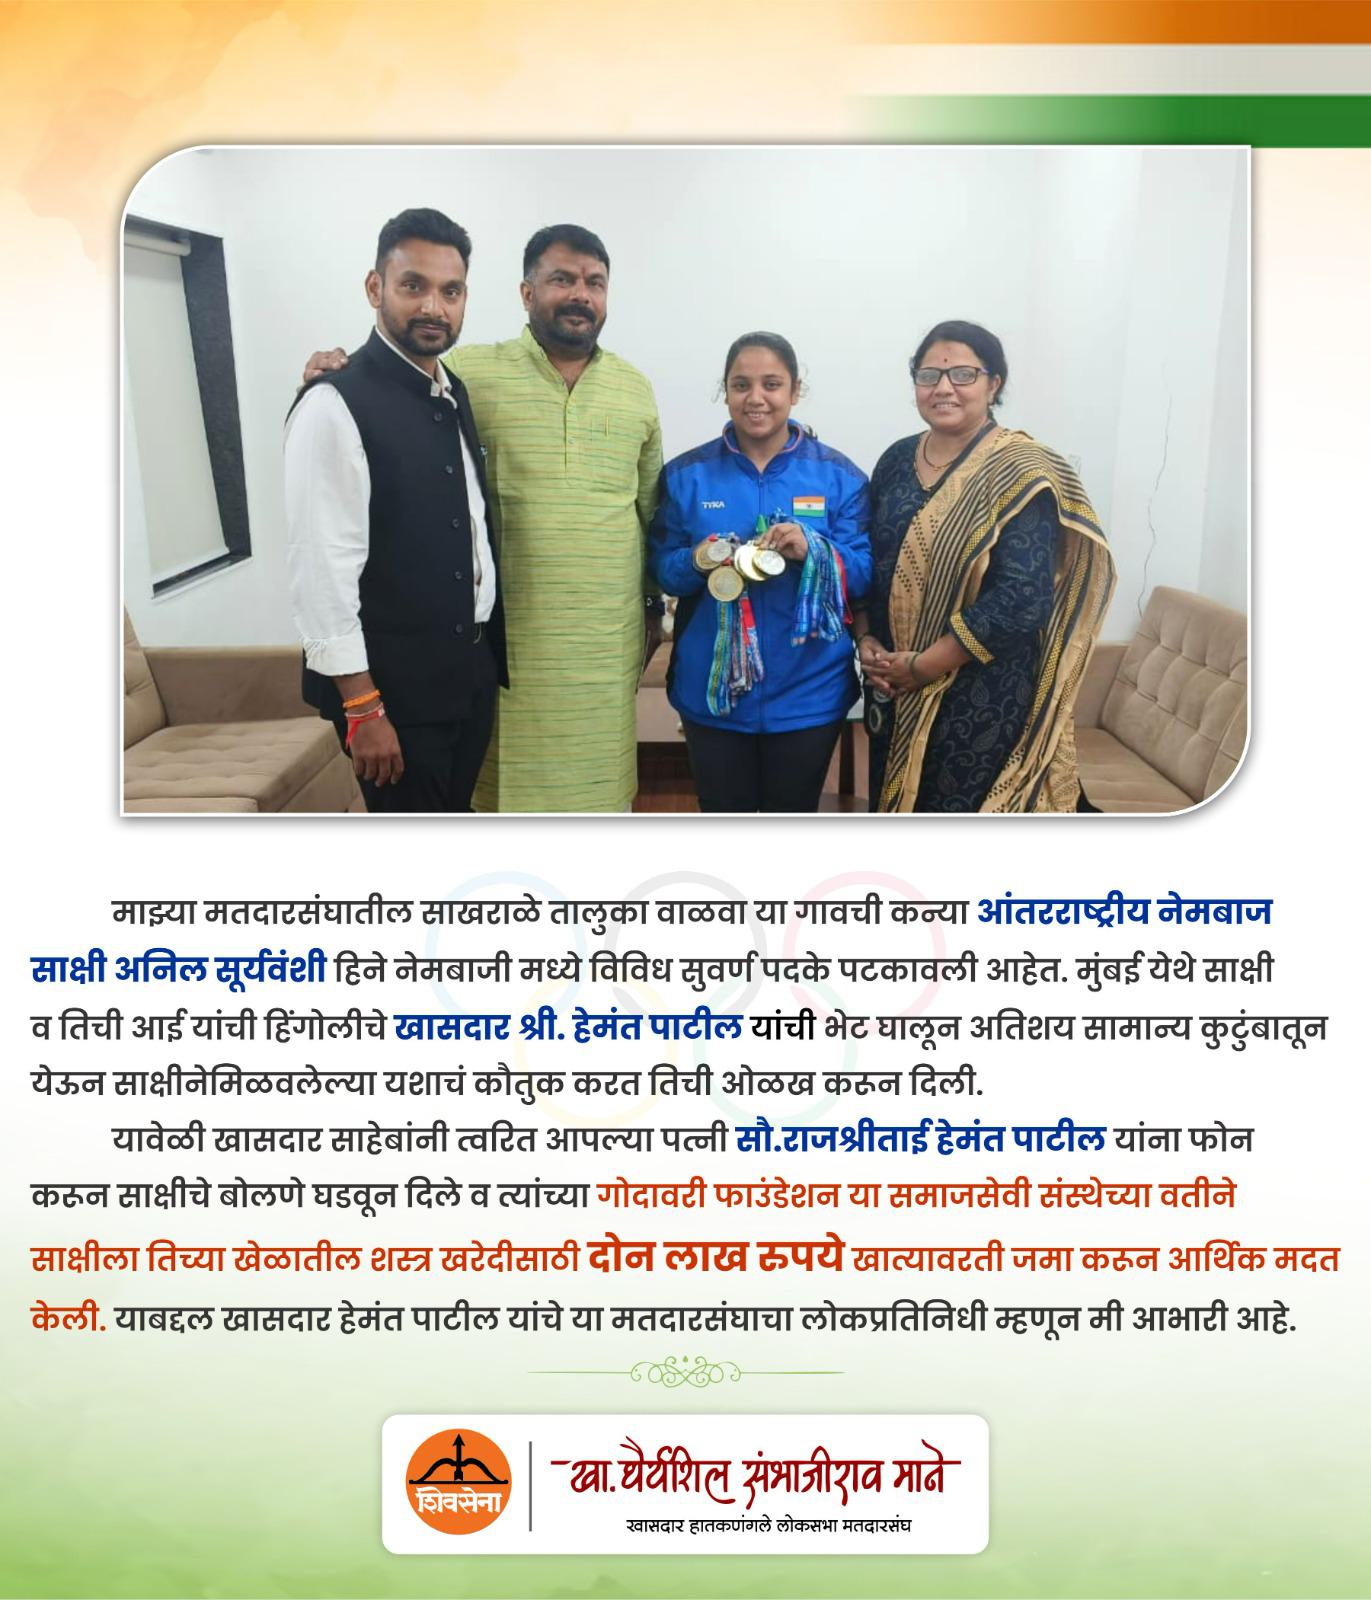 TYKA
माझ्या मतदारसंघातील साखराळे तालुका वाळवा या गावची कन्या आंतरराष्ट्रीय नेमबाज
साक्षी अनिल सूर्यवंशी हिने नेमबाजी मध्ये विविध सुवर्ण पदके पटकावली आहेत. मुंबई येथे साक्षी
व तिची आई यांची हिंगोलीचे खासदार श्री. हेमंत पाटील यांची भेट घालून अतिशय सामान्य कुटुंबातून
येऊन साक्षीनेमिळवलेल्या यशाचं कौतुक करत तिची ओळख करून दिली.
यावेळी खासदार साहेबांनी त्वरित आपल्या पत्नी सौ.राजश्रीताई हेमंत पाटील यांना फोन
करून साक्षीचे बोलणे घडवून दिले व त्यांच्या गोदावरी फाउंडेशन या समाजसेवी संस्थेच्या वतीने
साक्षीला तिच्या खेळातील शस्त्र खरेदीसाठी दोन लाख रुपये खात्यावरती जमा करून आर्थिक मदत
केली. याबद्दल खासदार हेमंत पाटील यांचे या मतदारसंघाचा लोकप्रतिनिधी म्हणून मी आभारी आहे.
शिवसेना
खा. धैर्यशिल संभाजीराव माने
खासदार हातकणंगले लोकसभा मतदारसंघ